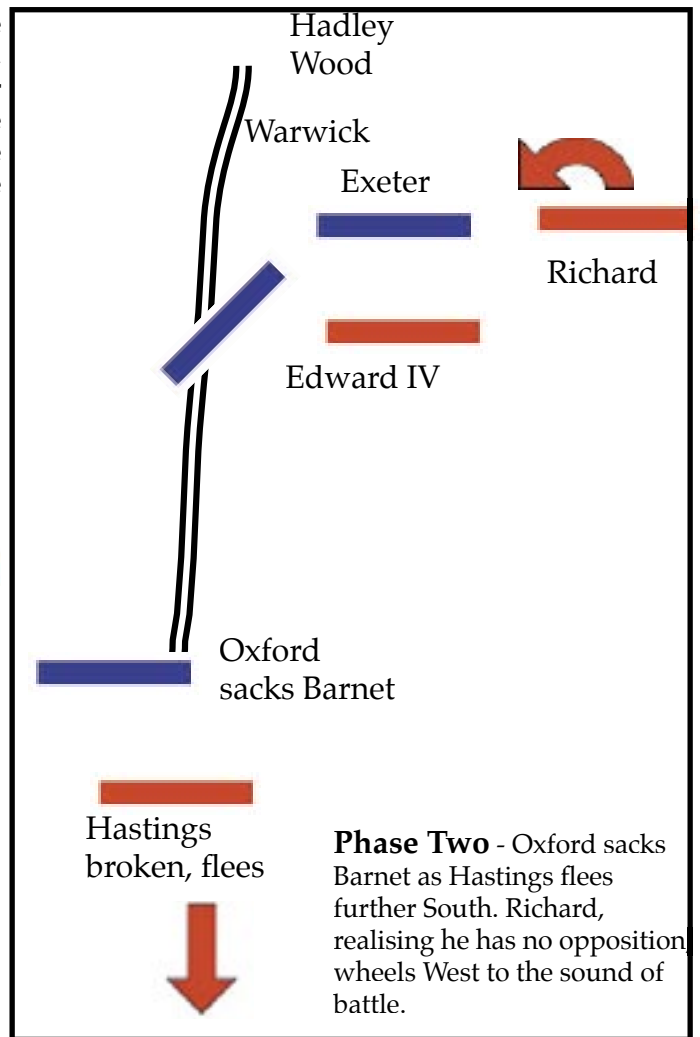 Hadley
Wood
Warwick
Exeter
Richard
Edward IV
Oxford
sacks Barnet
Hastings
broken, flees
Phase Two - Oxford sacks
Barnet as Hastings flees
further South. Richard,
realising he has no opposition
wheels West to the sound of
battle.